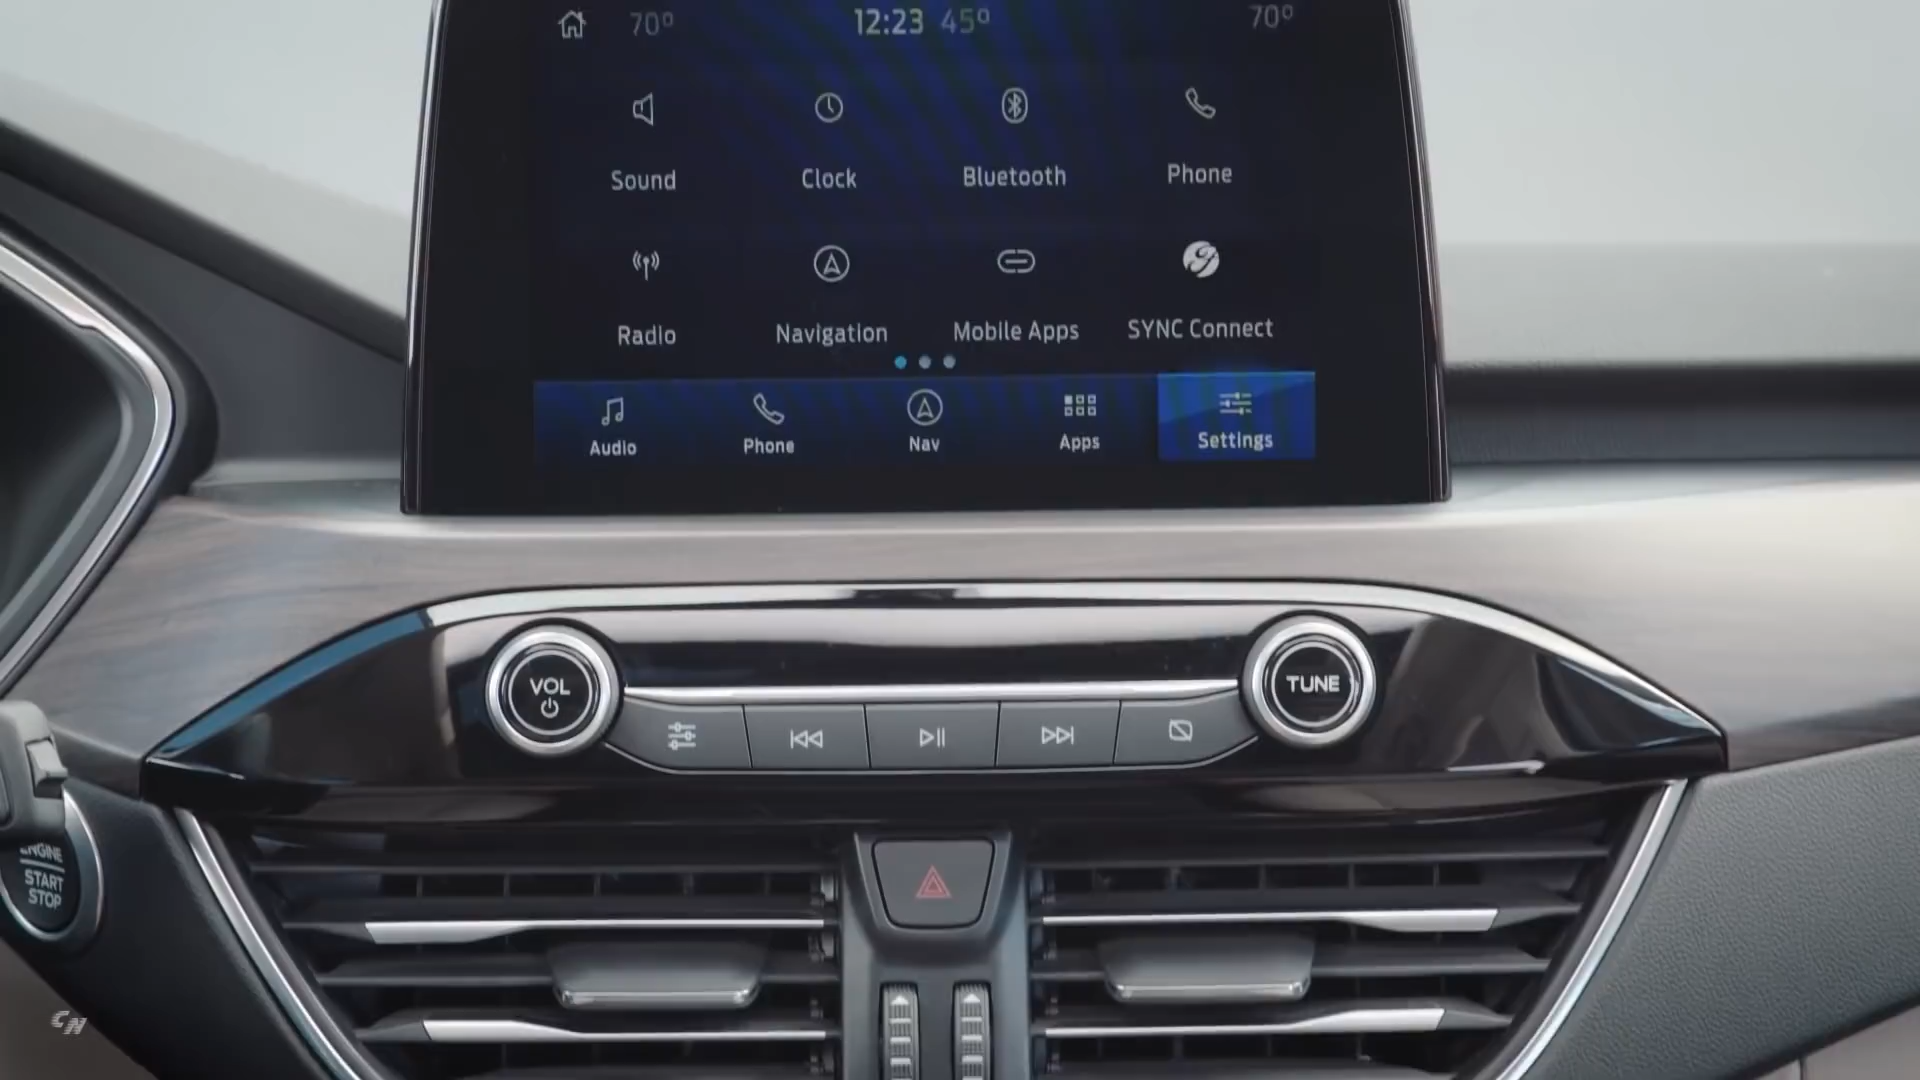 70° 12:23 45° 70°
Sound Clock Bluetooth Phone
Radio Navigation Mobile Apps SYNC Connect
Audio Phone Nav Apps Settings
VOL TUNE
ENGINE
START
STOP
CN